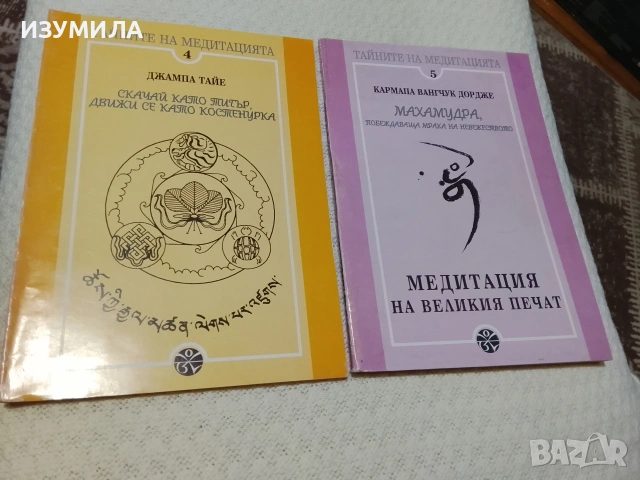 ИЗУМИЛА
ТАЙНИТЕ НА МЕДИТАЦИЯТА
4
ДЖАМПА ТАЙЕ
СКАЧАЙ КАТО ТИГЪР,
ДВИЖИ СЕ КАТО КОСТЕНУРКА
ТАЙНИТЕ НА МЕДИТАЦИЯТА
5
КАРМАПА ВАНГЧУК ДОРДЖЕ
МАХАМУДРА,
ПОБЕЖДАВАЩА МРАКА НА НЕВЕЖЕСТВОТО
МЕДИТАЦИЯ
НА ВЕЛИКИЯ ПЕЧАТ
BAZAR